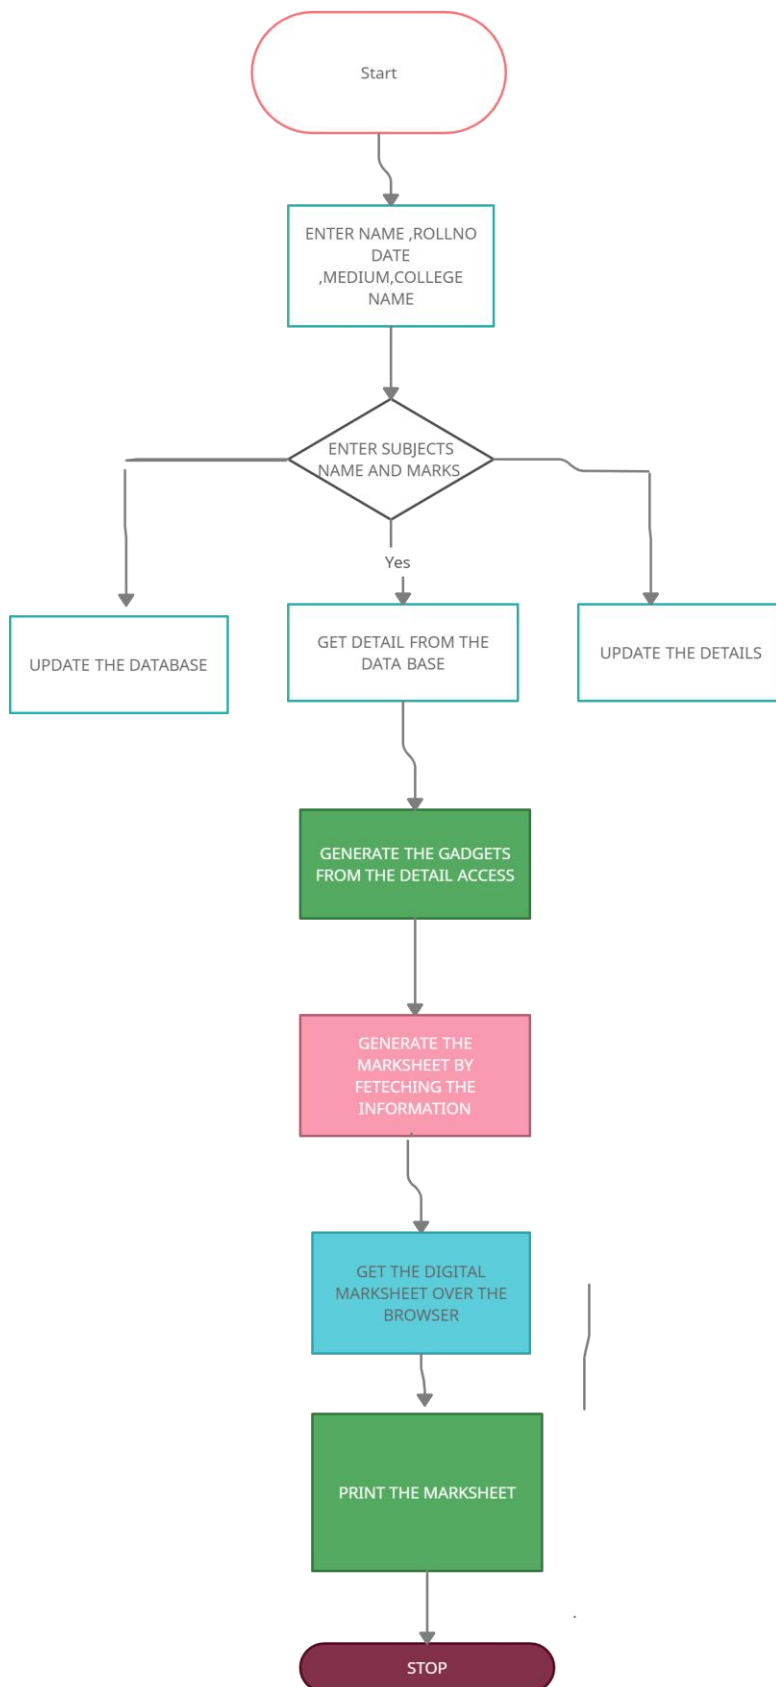 Start
ENTER NAME ,ROLLNO
DATE
,MEDIUM,COLLEGE
NAME
ENTER SUBJECTS
NAME AND MARKS
Yes
UPDATE THE DATABASE
GET DETAIL FROM THE
DATA BASE
UPDATE THE DETAILS
GENERATE THE GADGETS
FROM THE DETAIL ACCESS
GENERATE THE
MARKSHEET BY
FETECHING THE
INFORMATION
GET THE DIGITAL
MARKSHEET OVER THE
BROWSER
PRINT THE MARKSHEET
STOP